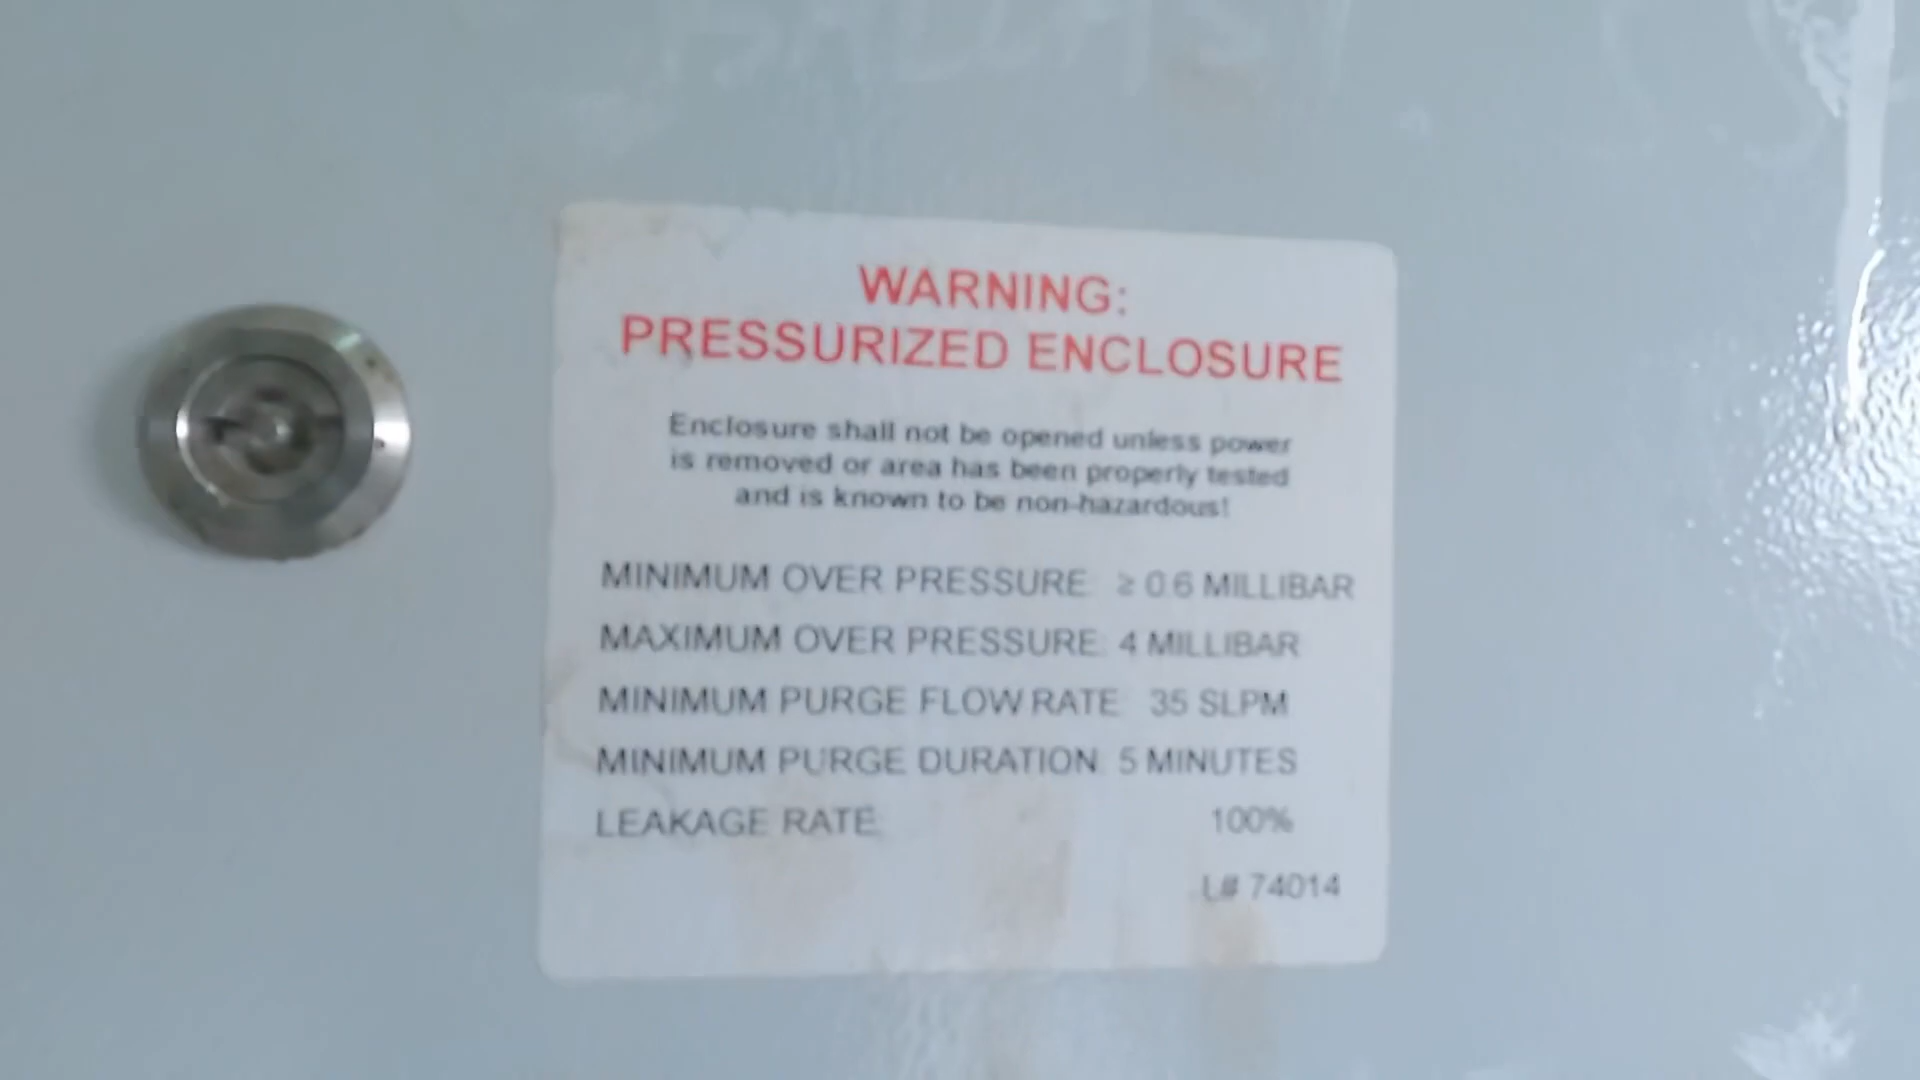 WARNING:
PRESSURIZED ENCLOSURE
Enclosure shall not be opened unless power
is removed or area has been properly tested
and is known to be non-hazardous!
MINIMUM OVER PRESSURE: ≥ 0.6 MILLIBAR
MAXIMUM OVER PRESSURE: 4 MILLIBAR
MINIMUM PURGE FLOW RATE: 35 SLPM
MINIMUM PURGE DURATION: 5 MINUTES
LEAKAGE RATE: 100%
L# 74014